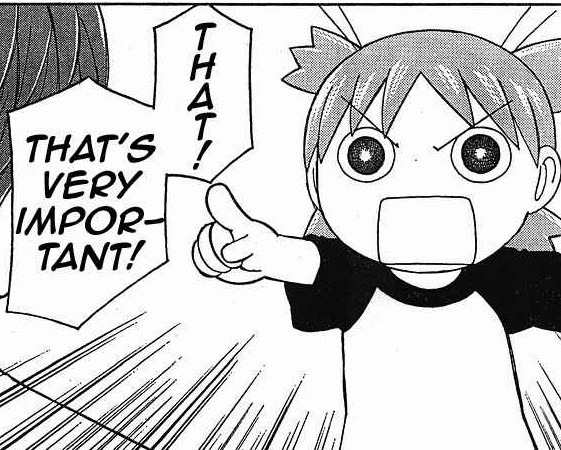 THAT!
THAT'S
VERY
IMPOR-
TANT!